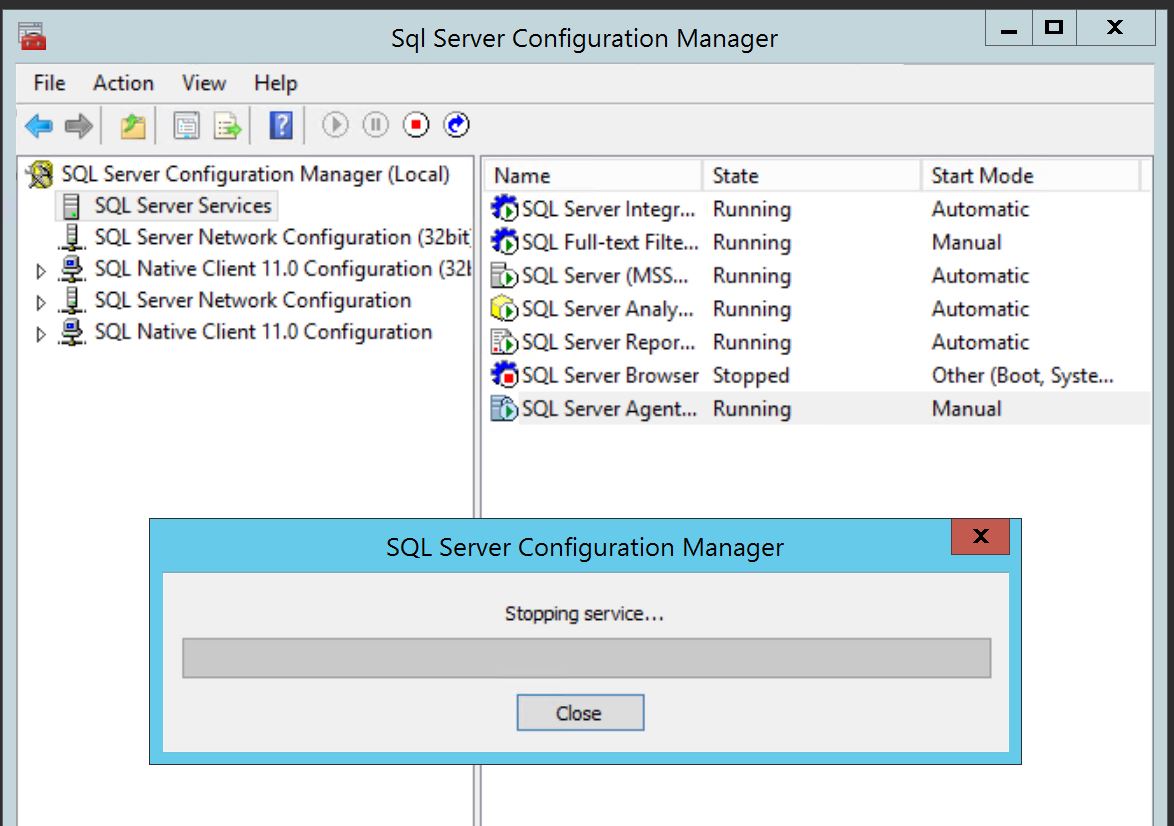 Sql Server Configuration Manager
File Action View Help
SQL Server Configuration Manager (Local)
SQL Server Services
SQL Server Network Configuration (32bit
SQL Native Client 11.0 Configuration (32b
SQL Server Network Configuration
SQL Native Client 11.0 Configuration
Name State Start Mode
SQL Server Integr... Running Automatic
SQL Full-text Filte... Running Manual
SQL Server (MSS... Running Automatic
SQL Server Analy... Running Automatic
SQL Server Repor... Running Automatic
SQL Server Browser Stopped Other (Boot, Syste...
SQL Server Agent... Running Manual
SQL Server Configuration Manager
Stopping service...
Close